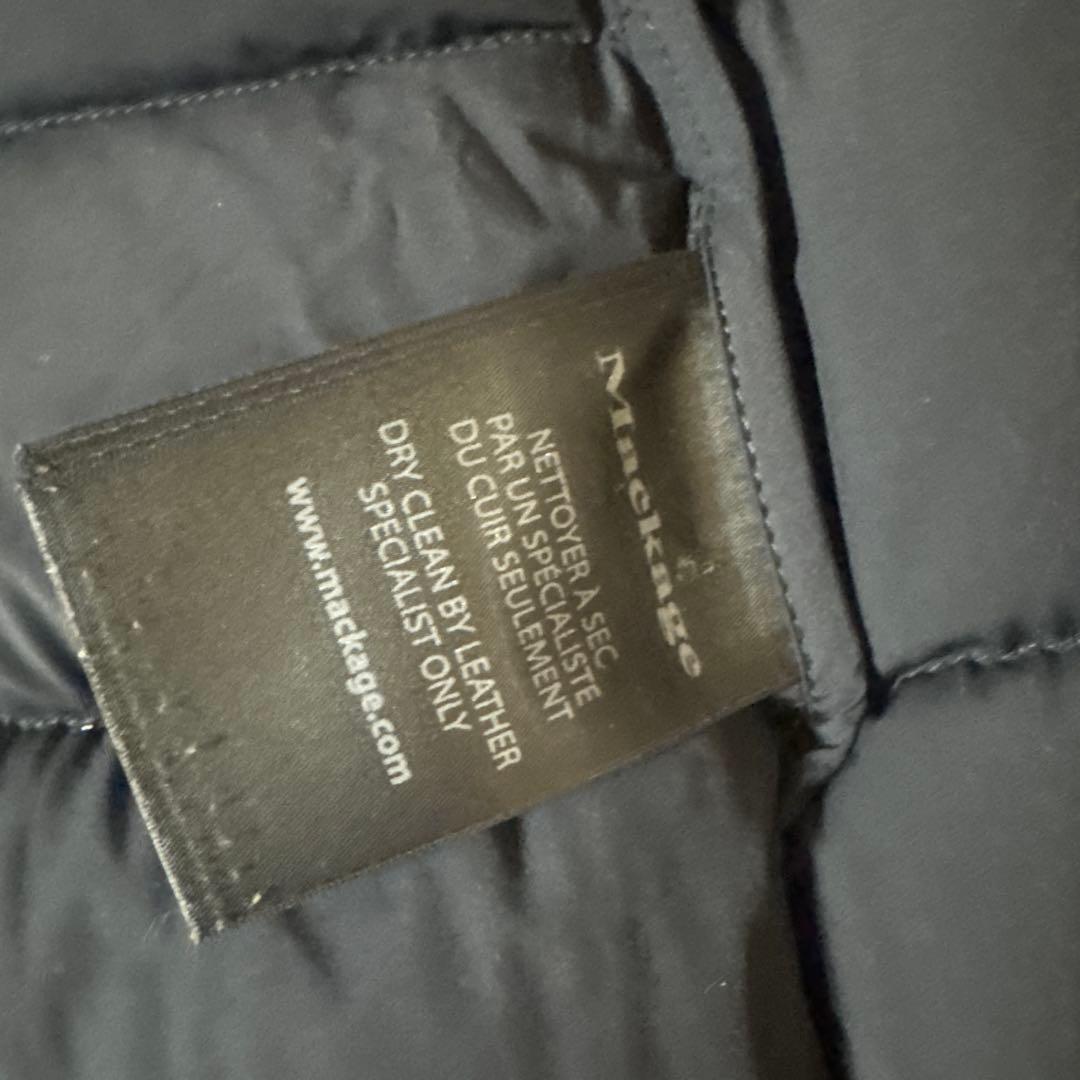 Mackage
NETTOYER À SEC
PAR UN SPÉCIALISTE
DU CUIR SEULEMENT
DRY CLEAN BY LEATHER
SPECIALIST ONLY
www.mackage.com